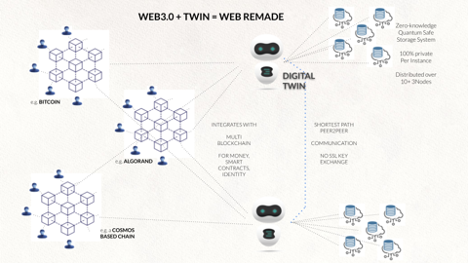 WEB3.0 + TWIN = WEB REMADE
Zero-knowledge
Quantum Safe
Storage System
100% private
Per Instance
Distributed over
10+ 3Nodes
e.g. BITCOIN
DIGITAL
TWIN
INTEGRATES WITH
MULTI
BLOCKCHAIN
FOR MONEY,
SMART
CONTRACTS,
IDENTITY
SHORTEST PATH
PEER2PEER
COMMUNICATION
NO SSL KEY
EXCHANGE
e.g. ALGORAND
e.g. a COSMOS
BASED CHAIN